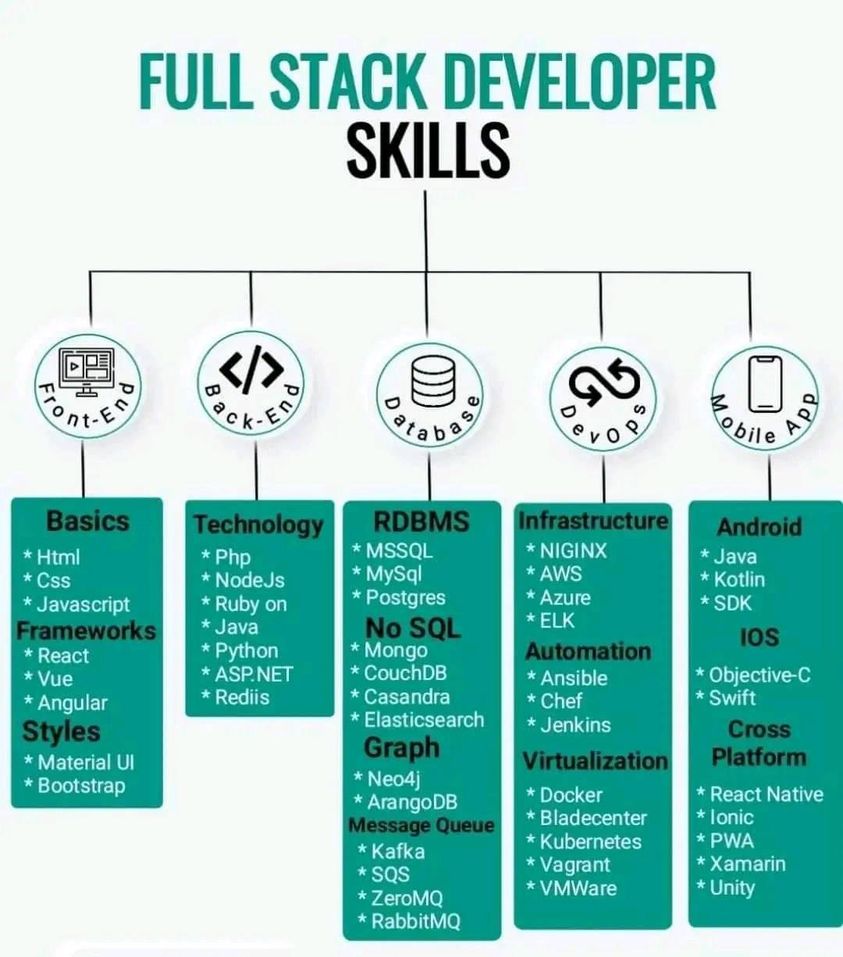 FULL STACK DEVELOPER
SKILLS
Front-End
Back-End
Database
DevOps
Mobile App
Basics
* Html
* Css
* Javascript
Frameworks
* React
* Vue
* Angular
Styles
* Material UI
* Bootstrap
Technology
* Php
* NodeJs
* Ruby on
* Java
* Python
* ASP.NET
* Rediis
RDBMS
* MSSQL
* MySql
* Postgres
No SQL
* Mongo
* CouchDB
* Casandra
* Elasticsearch
Graph
* Neo4j
* ArangoDB
Message Queue
* Kafka
* SQS
* ZeroMQ
* RabbitMQ
Infrastructure
* NIGINX
* AWS
* Azure
* ELK
Automation
* Ansible
* Chef
* Jenkins
Virtualization
* Docker
* Bladecenter
* Kubernetes
* Vagrant
* VMWare
Android
* Java
* Kotlin
* SDK
IOS
* Objective-C
* Swift
Cross
Platform
* React Native
* Ionic
* PWA
* Xamarin
* Unity